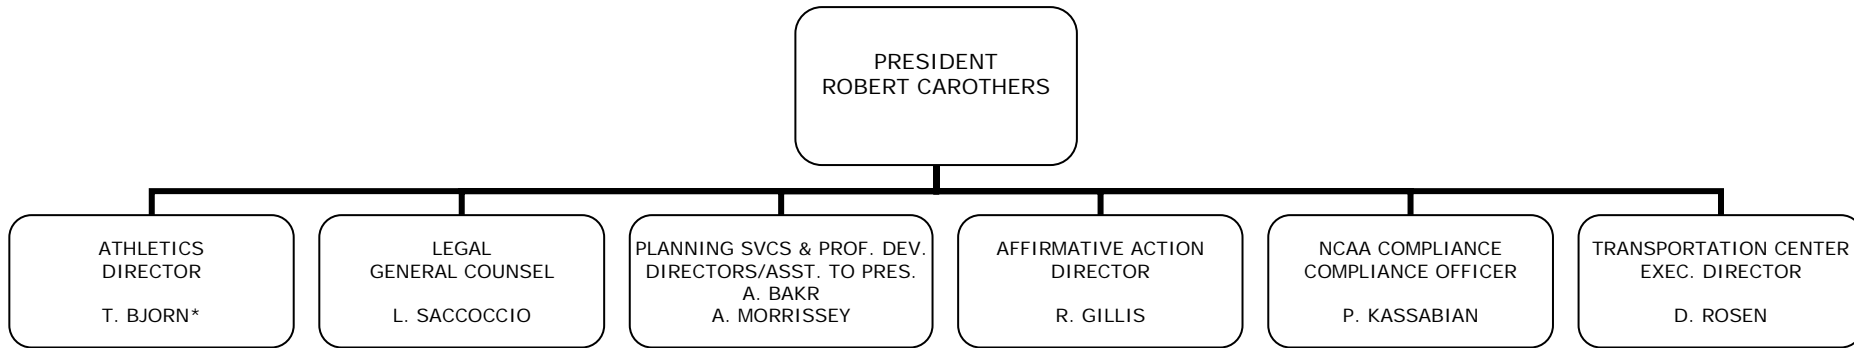 PRESIDENT
ROBERT CAROTHERS
ATHLETICS
DIRECTOR
T. BJORN*
LEGAL
GENERAL COUNSEL
L. SACCOCCIO
PLANNING SVCS & PROF. DEV.
DIRECTORS/ASST. TO PRES.
A. BAKR
A. MORRISSEY
AFFIRMATIVE ACTION
DIRECTOR
R. GILLIS
NCAA COMPLIANCE
COMPLIANCE OFFICER
P. KASSABIAN
TRANSPORTATION CENTER
EXEC. DIRECTOR
D. ROSEN